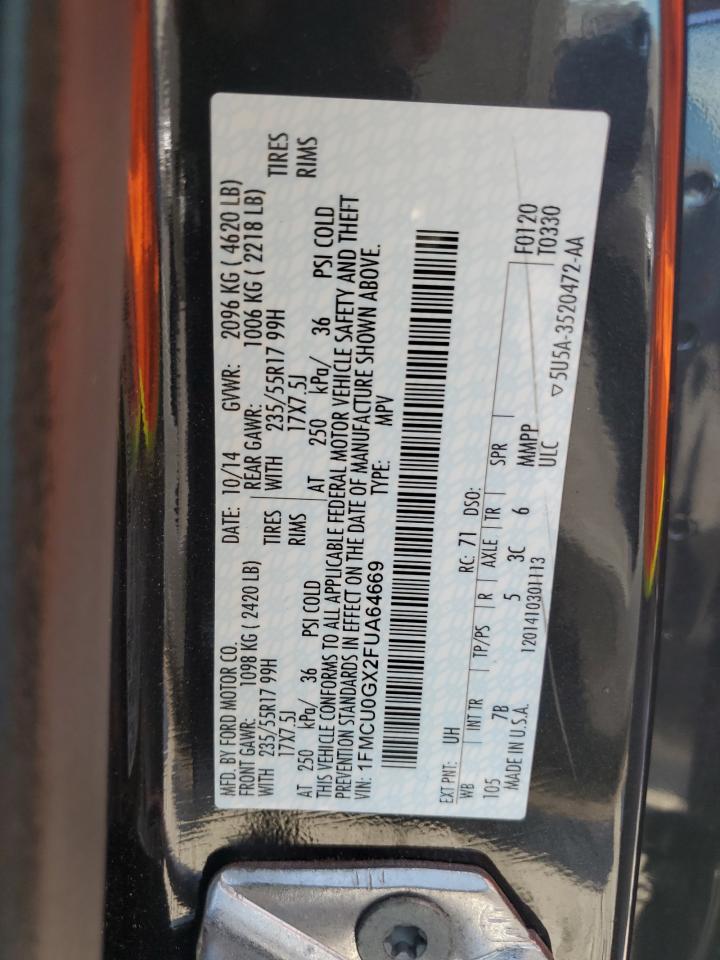 MFD. BY FORD MOTOR CO.
DATE: 10/14 GVWR: 2096 KG ( 4620 LB)
FRONT GAWR: 1098 KG ( 2420 LB) REAR GAWR: 1006 KG ( 2218 LB)
WITH 235/55R17 99H TIRES WITH 235/55R17 99H TIRES
17X7.5J RIMS 17X7.5J RIMS
AT 250 kPa/ 36 PSI COLD AT 250 kPa/ 36 PSI COLD
THIS VEHICLE CONFORMS TO ALL APPLICABLE FEDERAL MOTOR VEHICLE SAFETY AND THEFT
PREVENTION STANDARDS IN EFFECT ON THE DATE OF MANUFACTURE SHOWN ABOVE.
VIN: 1FMCU0GX2FUA64669 TYPE: MPV
EXT PNT: UH RC: 71 DSO:
WB INT TR TP/PS R AXLE TR SPR F0120
105 7B 5 3C 6 MMPP T0330
MADE IN U.S.A. 1201410301113 ULC ▽5U5A-3520472-AA